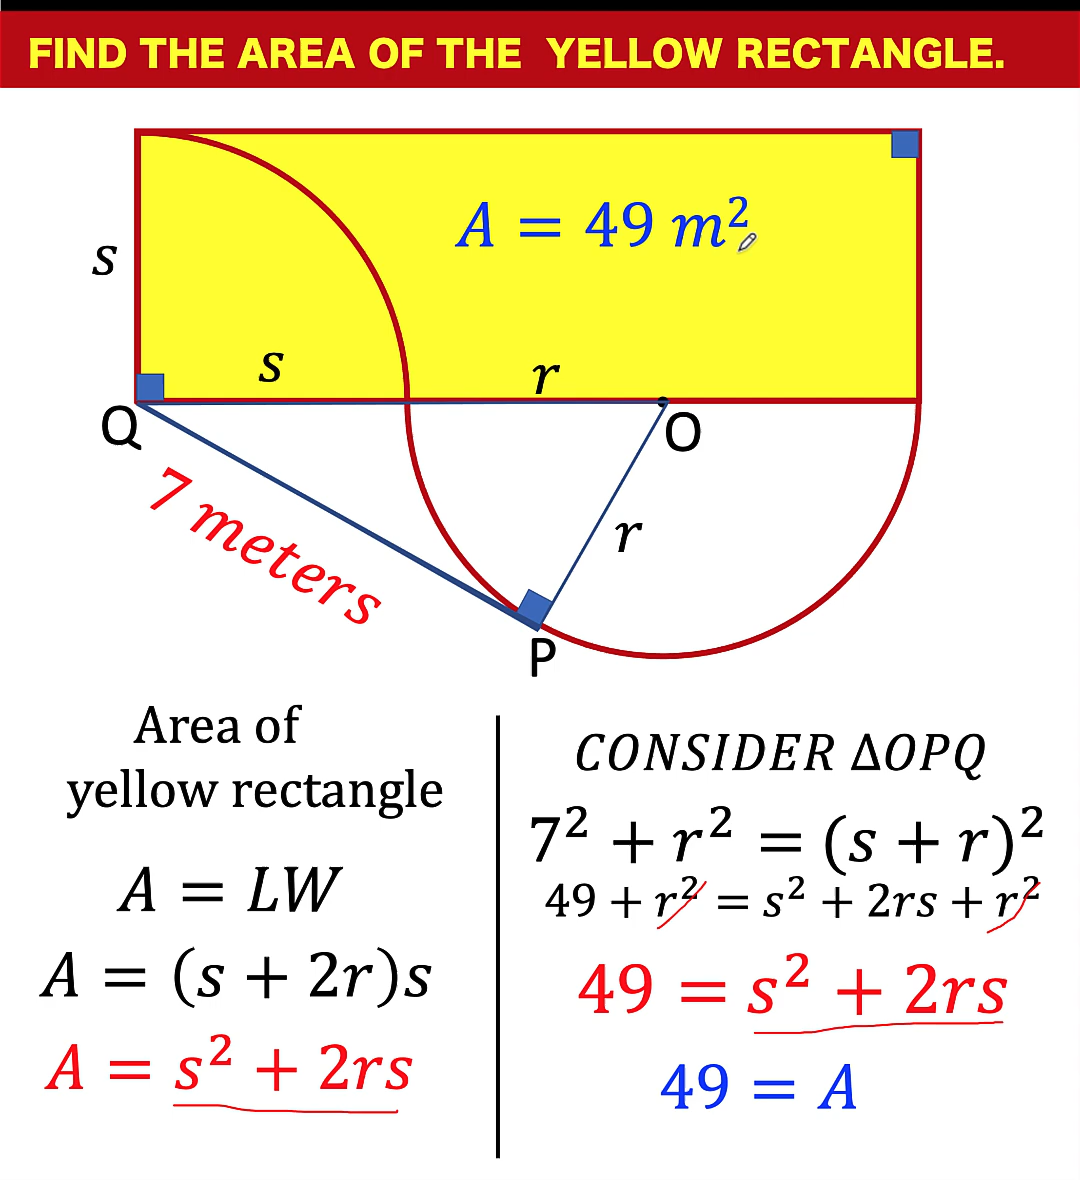 FIND THE AREA OF THE YELLOW RECTANGLE.
A = 49 m²
s
s
r
Q
O
7 meters
r
P
Area of
yellow rectangle
A = LW
A = (s + 2r)s
A = s² + 2rs
CONSIDER ΔOPQ
7² + r² = (s + r)²
49 + r² = s² + 2rs + r²
49 = s² + 2rs
49 = A